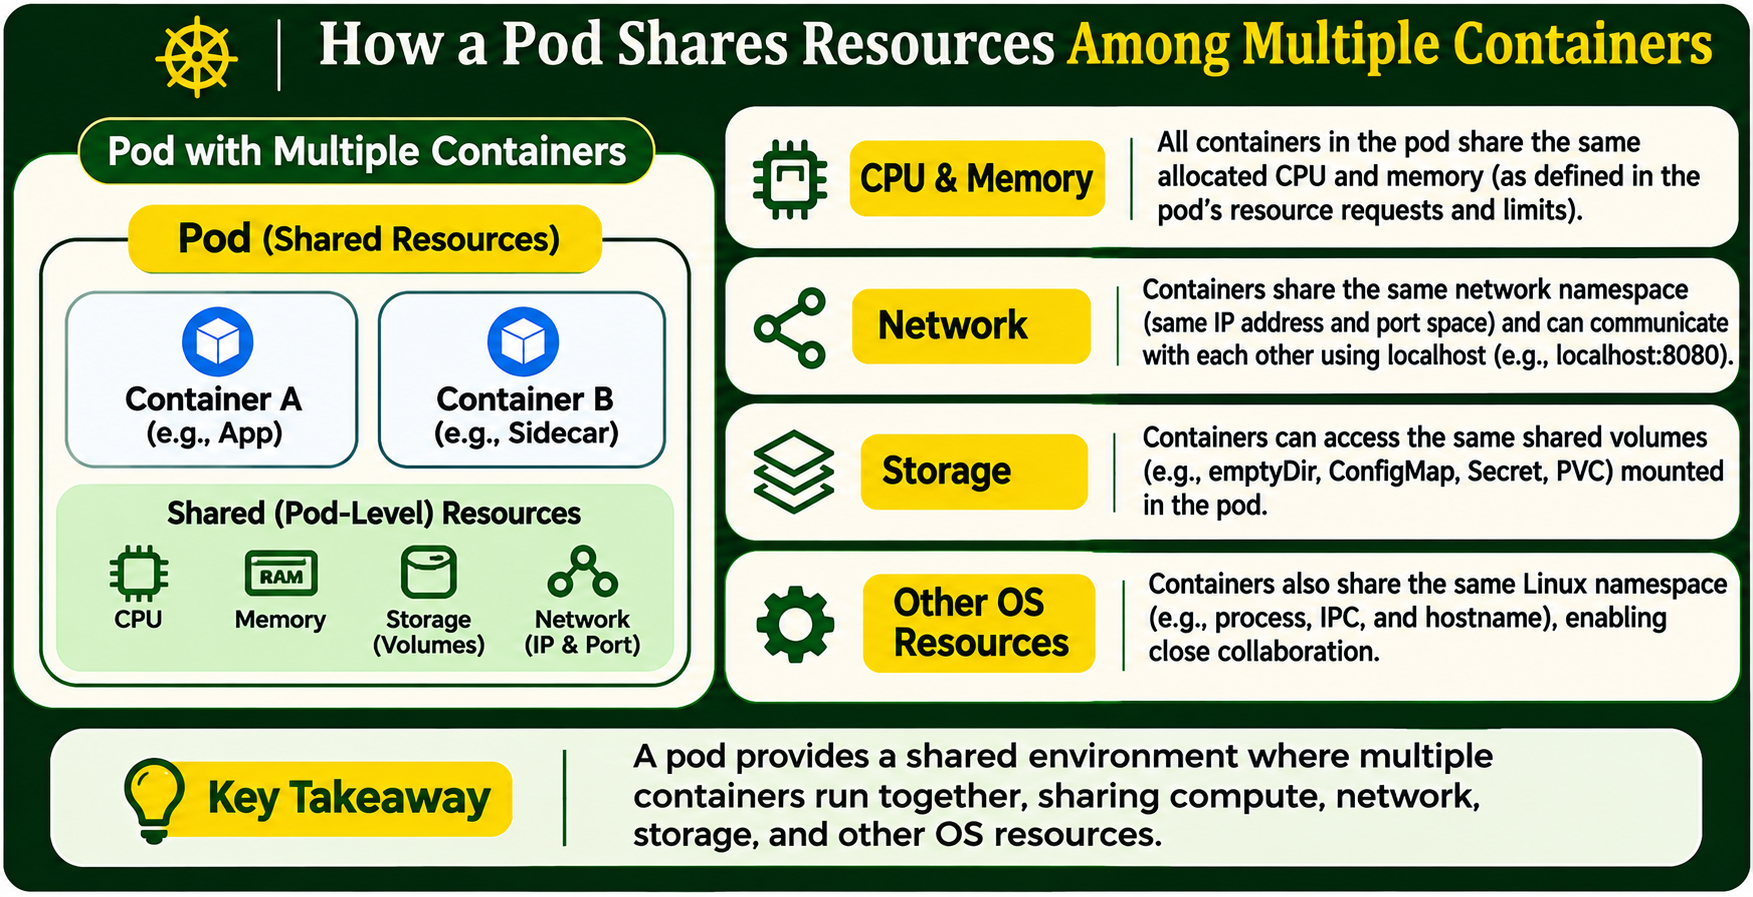 How a Pod Shares Resources Among Multiple Containers
Pod with Multiple Containers
Pod (Shared Resources)
Container A
(e.g., App)
Container B
(e.g., Sidecar)
Shared (Pod-Level) Resources
CPU
RAM
Memory
Storage
(Volumes)
Network
(IP & Port)
CPU & Memory
All containers in the pod share the same
allocated CPU and memory (as defined in the
pod's resource requests and limits).
Network
Containers share the same network namespace
(same IP address and port space) and can communicate
with each other using localhost (e.g., localhost:8080).
Storage
Containers can access the same shared volumes
(e.g., emptyDir, ConfigMap, Secret, PVC) mounted
in the pod.
Other OS
Resources
Containers also share the same Linux namespace
(e.g., process, IPC, and hostname), enabling
close collaboration.
Key Takeaway
A pod provides a shared environment where multiple
containers run together, sharing compute, network,
storage, and other OS resources.